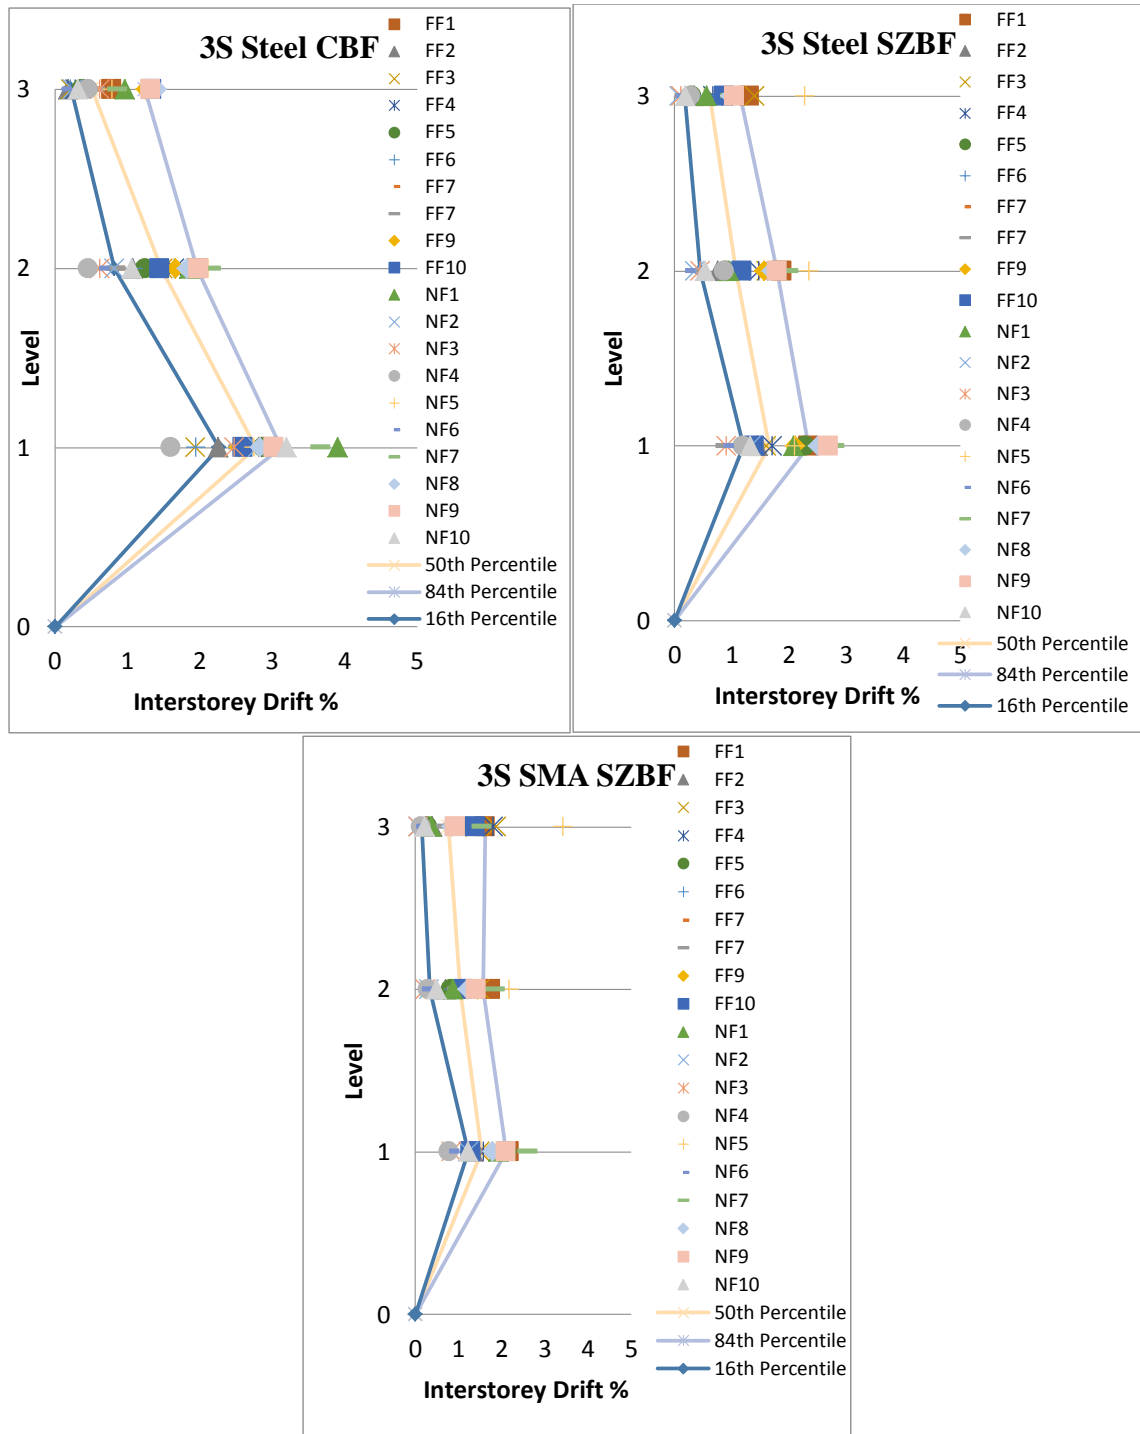 3S Steel CBF
3
2
1
0
Level
0 1 2 3 4 5
Interstorey Drift %
FF1
FF2
FF3
FF4
FF5
FF6
FF7
FF7
FF9
FF10
NF1
NF2
NF3
NF4
NF5
NF6
NF7
NF8
NF9
NF10
50th Percentile
84th Percentile
16th Percentile
3S Steel SZBF
3
2
1
0
Level
0 1 2 3 4 5
Interstorey Drift %
FF1
FF2
FF3
FF4
FF5
FF6
FF7
FF7
FF9
FF10
NF1
NF2
NF3
NF4
NF5
NF6
NF7
NF8
NF9
NF10
50th Percentile
84th Percentile
16th Percentile
3S SMA SZBF
3
2
1
0
Level
0 1 2 3 4 5
Interstorey Drift %
FF1
FF2
FF3
FF4
FF5
FF6
FF7
FF7
FF9
FF10
NF1
NF2
NF3
NF4
NF5
NF6
NF7
NF8
NF9
NF10
50th Percentile
84th Percentile
16th Percentile